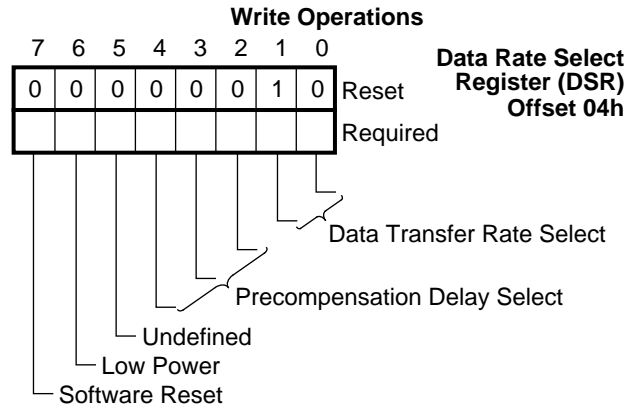 Write Operations
7 6 5 4 3 2 1 0
Data Rate Select
Register (DSR)
Offset 04h
0 0 0 0 0 0 1 0 Reset
Required
Data Transfer Rate Select
Precompensation Delay Select
Undefined
Low Power
Software Reset